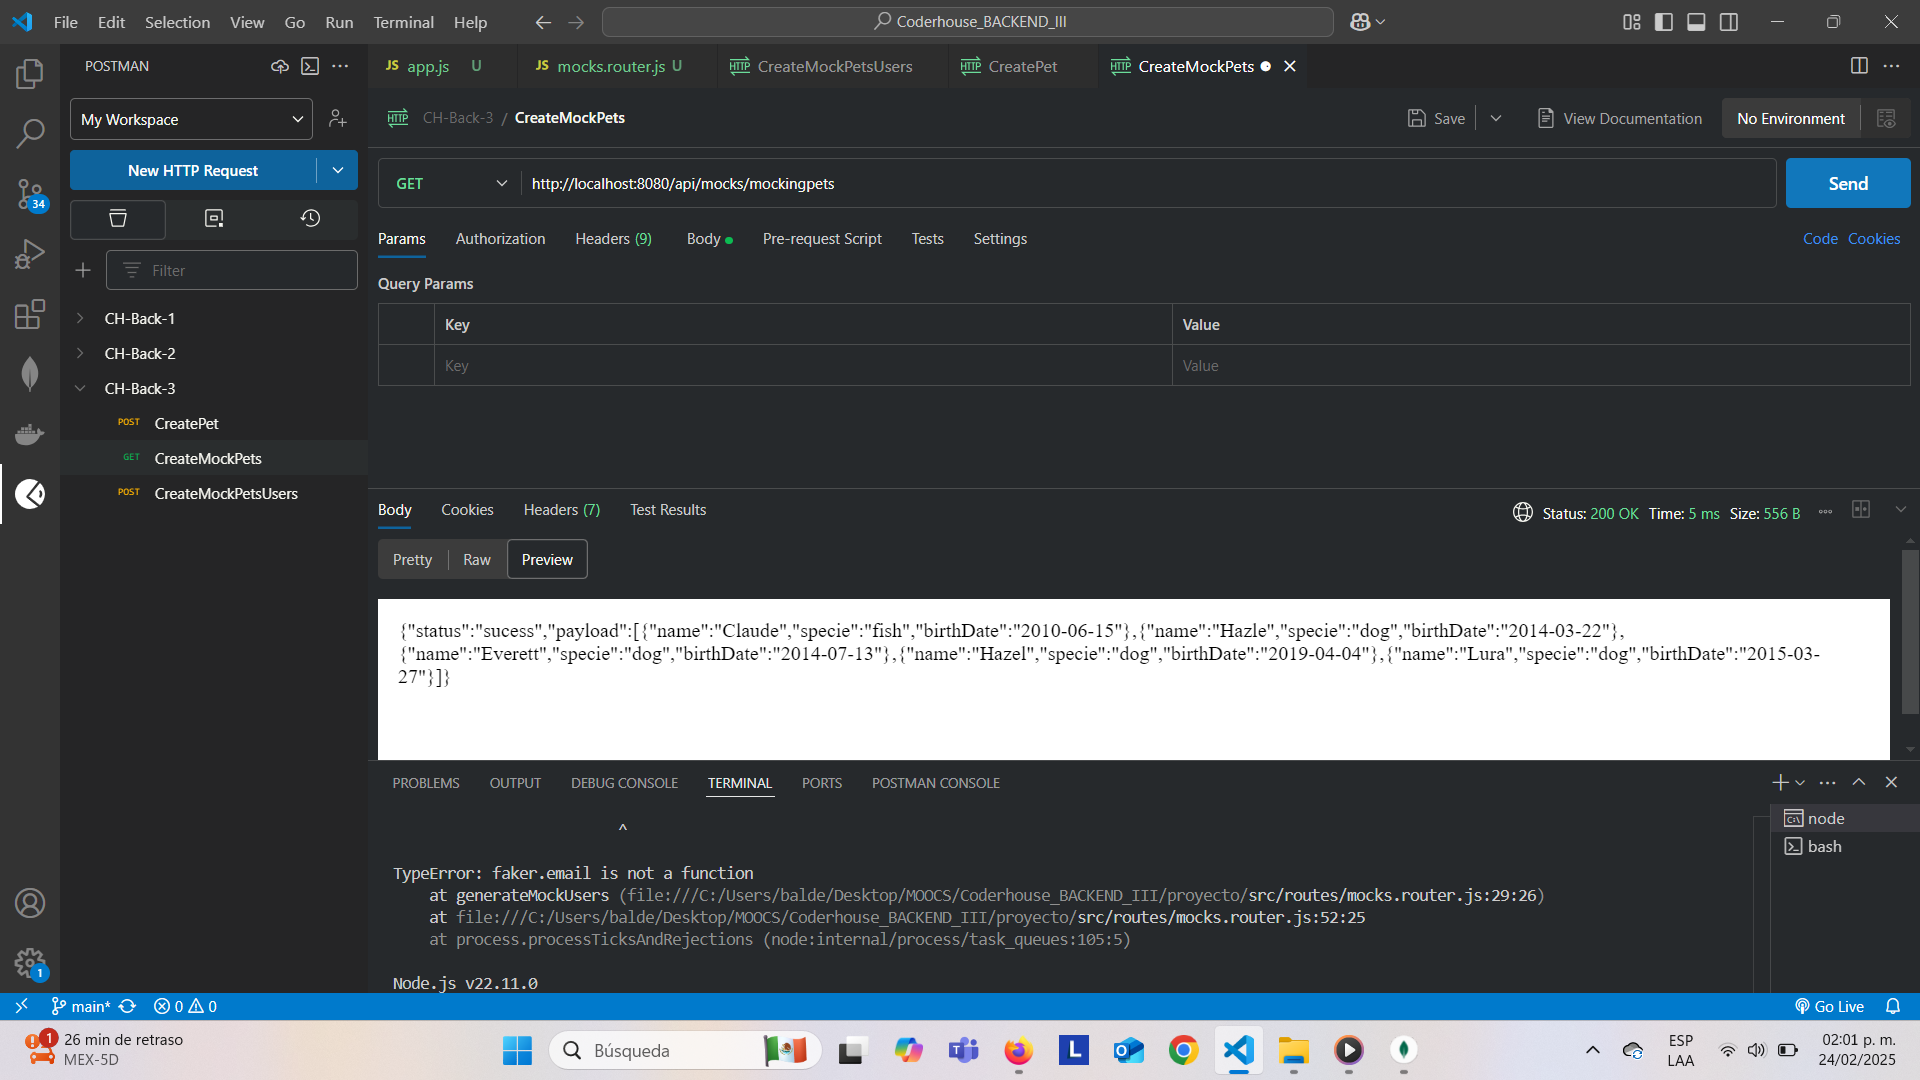 File Edit Selection View Go Run Terminal Help
Coderhouse_BACKEND_III
POSTMAN
JS app.js U
JS mocks.router.js U
HTTP CreateMockPetsUsers
HTTP CreatePet
HTTP CreateMockPets
My Workspace
HTTP CH-Back-3 / CreateMockPets
Save
View Documentation
No Environment
New HTTP Request
GET
http://localhost:8080/api/mocks/mockingpets
Send
34
Params Authorization Headers (9) Body Pre-request Script Tests Settings
Code Cookies
Filter
Query Params
CH-Back-1
CH-Back-2
CH-Back-3
POST CreatePet
GET CreateMockPets
POST CreateMockPetsUsers
Key Value
Key Value
Body Cookies Headers (7) Test Results
Status: 200 OK Time: 5 ms Size: 556 B
Pretty Raw Preview
{"status":"sucess","payload":[{"name":"Claude","specie":"fish","birthDate":"2010-06-15"},{"name":"Hazle","specie":"dog","birthDate":"2014-03-22"},
{"name":"Everett","specie":"dog","birthDate":"2014-07-13"},{"name":"Hazel","specie":"dog","birthDate":"2019-04-04"},{"name":"Lura","specie":"dog","birthDate":"2015-03-
27"}]}
PROBLEMS OUTPUT DEBUG CONSOLE TERMINAL PORTS POSTMAN CONSOLE
^
TypeError: faker.email is not a function
at generateMockUsers (file:///C:/Users/balde/Desktop/MOOCS/Coderhouse_BACKEND_III/proyecto/src/routes/mocks.router.js:29:26)
at file:///C:/Users/balde/Desktop/MOOCS/Coderhouse_BACKEND_III/proyecto/src/routes/mocks.router.js:52:25
at process.processTicksAndRejections (node:internal/process/task_queues:105:5)
Node.js v22.11.0
node
bash
1
main* 0 0
Go Live
1
26 min de retraso
MEX-5D
Búsqueda
L
ESP
LAA
02:01 p. m.
24/02/2025